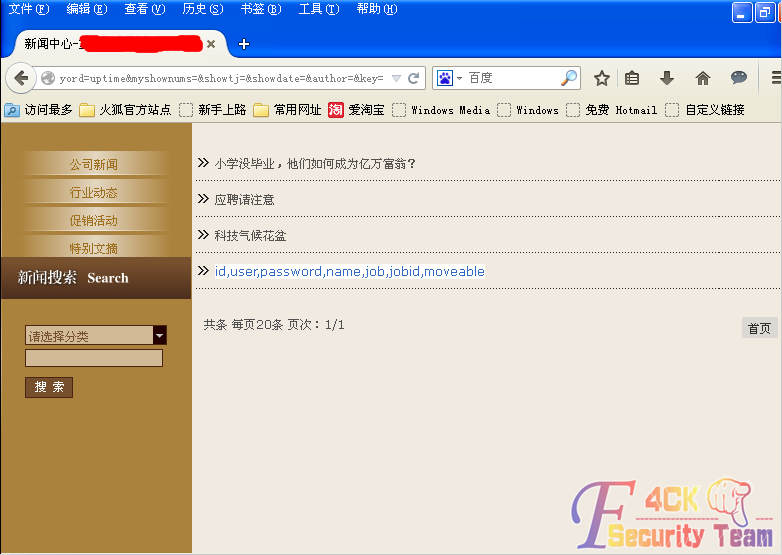 文件(F) 编辑(E) 查看(V) 历史(S) 书签(B) 工具(T) 帮助(H)
新闻中心-
yord=uptime&myshownums=&showtj=&showdate=&author=&key=
百度
访问最多 火狐官方站点 新手上路 常用网址 淘 爱淘宝 Windows Media Windows 免费 Hotmail 自定义链接
公司新闻
行业动态
促销活动
特别文摘
新闻搜索 Search
请选择分类
搜 索
小学没毕业，他们如何成为亿万富翁？
应聘请注意
科技气候花盆
id,user,password,name,job,jobid,moveable
共条 每页20条 页次：1/1
首页
F4CK
Security Team